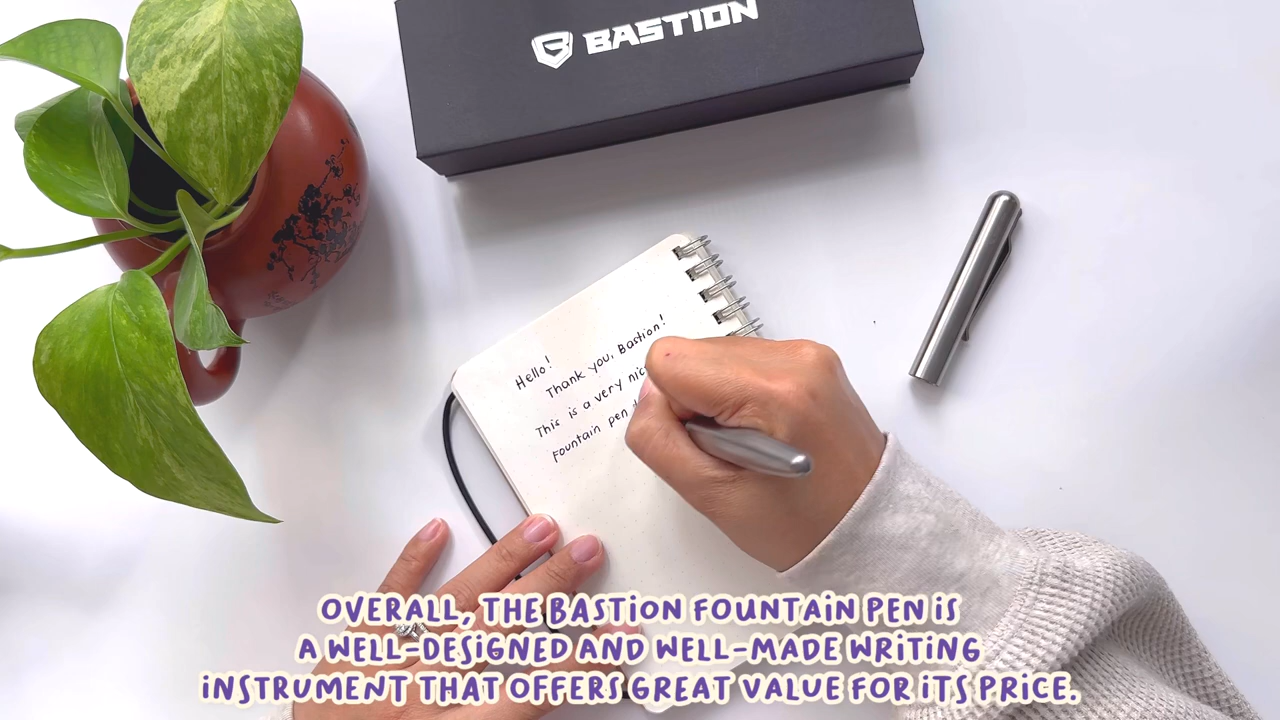 BASTION
Hello!
Thank you, Bastion!
This is a very
fountain pen
OVERALL, THE BASTION FOUNTAIN PEN IS
A WELL-DESIGNED AND WELL-MADE WRITING
INSTRUMENT THAT OFFERS GREAT VALUE FOR ITS PRICE.